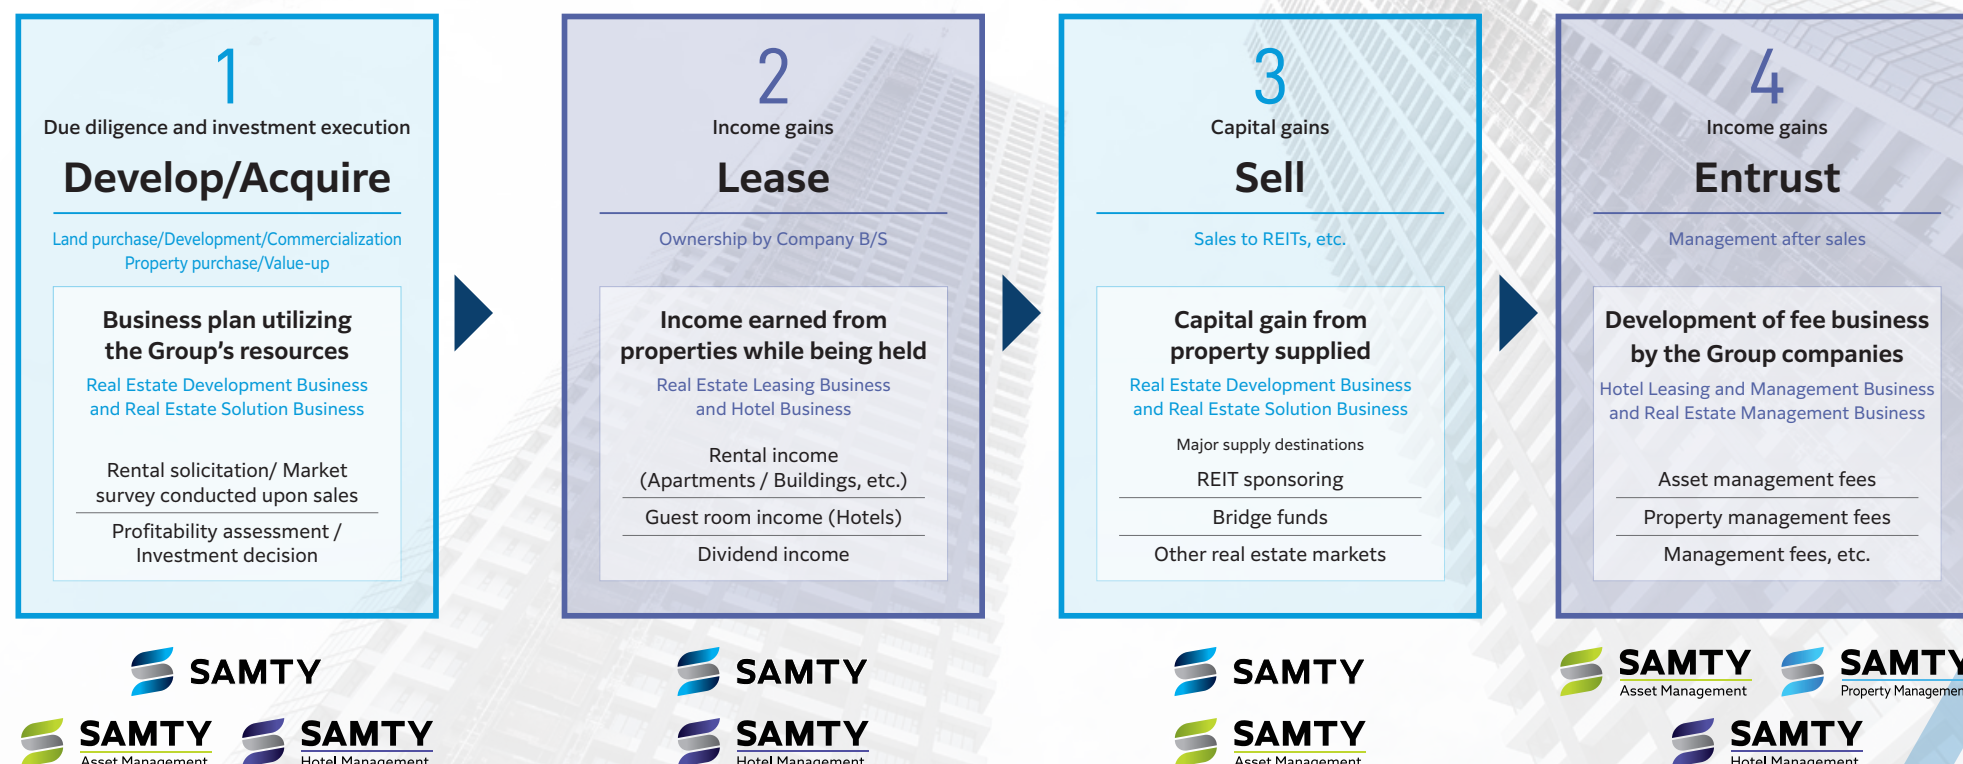 1
Due diligence and investment execution
Develop/Acquire
Land purchase/Development/Commercialization
Property purchase/Value-up
Business plan utilizing
the Group's resources
Real Estate Development Business
and Real Estate Solution Business
Rental solicitation/ Market
survey conducted upon sales
Profitability assessment /
Investment decision
SAMTY
SAMTY
Asset Management
SAMTY
Hotel Management
2
Income gains
Lease
Ownership by Company B/S
Income earned from
properties while being held
Real Estate Leasing Business
and Hotel Business
Rental income
(Apartments / Buildings, etc.)
Guest room income (Hotels)
Dividend income
SAMTY
SAMTY
Hotel Management
3
Capital gains
Sell
Sales to REITs, etc.
Capital gain from
property supplied
Real Estate Development Business
and Real Estate Solution Business
Major supply destinations
REIT sponsoring
Bridge funds
Other real estate markets
SAMTY
SAMTY
Asset Management
4
Income gains
Entrust
Management after sales
Development of fee business
by the Group companies
Hotel Leasing and Management Business
and Real Estate Management Business
Asset management fees
Property management fees
Management fees, etc.
SAMTY
Asset Management
SAMTY
Property Management
SAMTY
Hotel Management